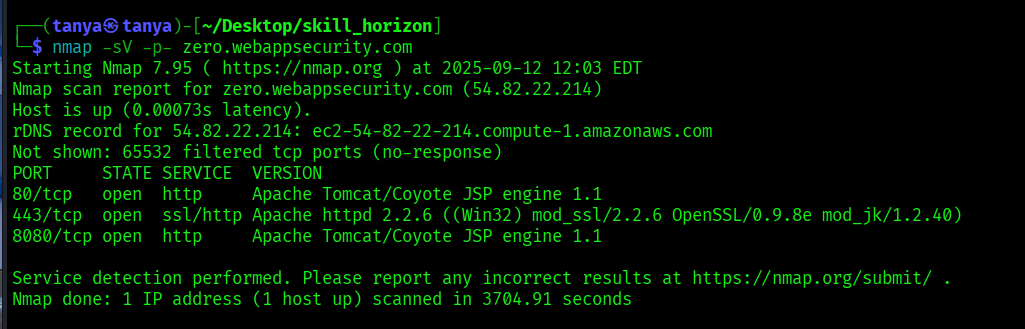 ┌──(tanya㉿tanya)-[~/Desktop/skill_horizon]
└─$ nmap -sV -p- zero.webappsecurity.com
Starting Nmap 7.95 ( https://nmap.org ) at 2025-09-12 12:03 EDT
Nmap scan report for zero.webappsecurity.com (54.82.22.214)
Host is up (0.00073s latency).
rDNS record for 54.82.22.214: ec2-54-82-22-214.compute-1.amazonaws.com
Not shown: 65532 filtered tcp ports (no-response)
PORT     STATE SERVICE  VERSION
80/tcp   open  http     Apache Tomcat/Coyote JSP engine 1.1
443/tcp  open  ssl/http Apache httpd 2.2.6 ((Win32) mod_ssl/2.2.6 OpenSSL/0.9.8e mod_jk/1.2.40)
8080/tcp open  http     Apache Tomcat/Coyote JSP engine 1.1

Service detection performed. Please report any incorrect results at https://nmap.org/submit/ .
Nmap done: 1 IP address (1 host up) scanned in 3704.91 seconds